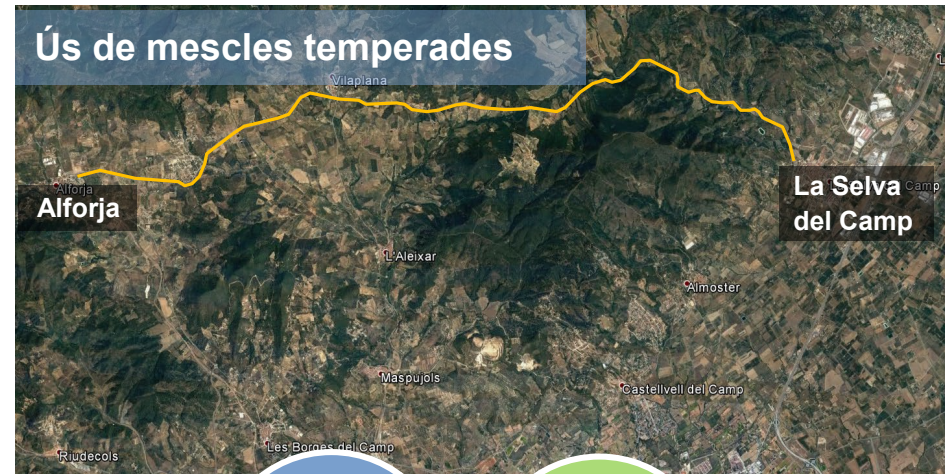 Ús de mescles temperades
Vilaplana
Alforja
Alforja
La Selva
del Camp
Camp
L'Aleixar
Almoster
Maspujols
Castellvell del Camp
Les Borges del Camp
Riudecols